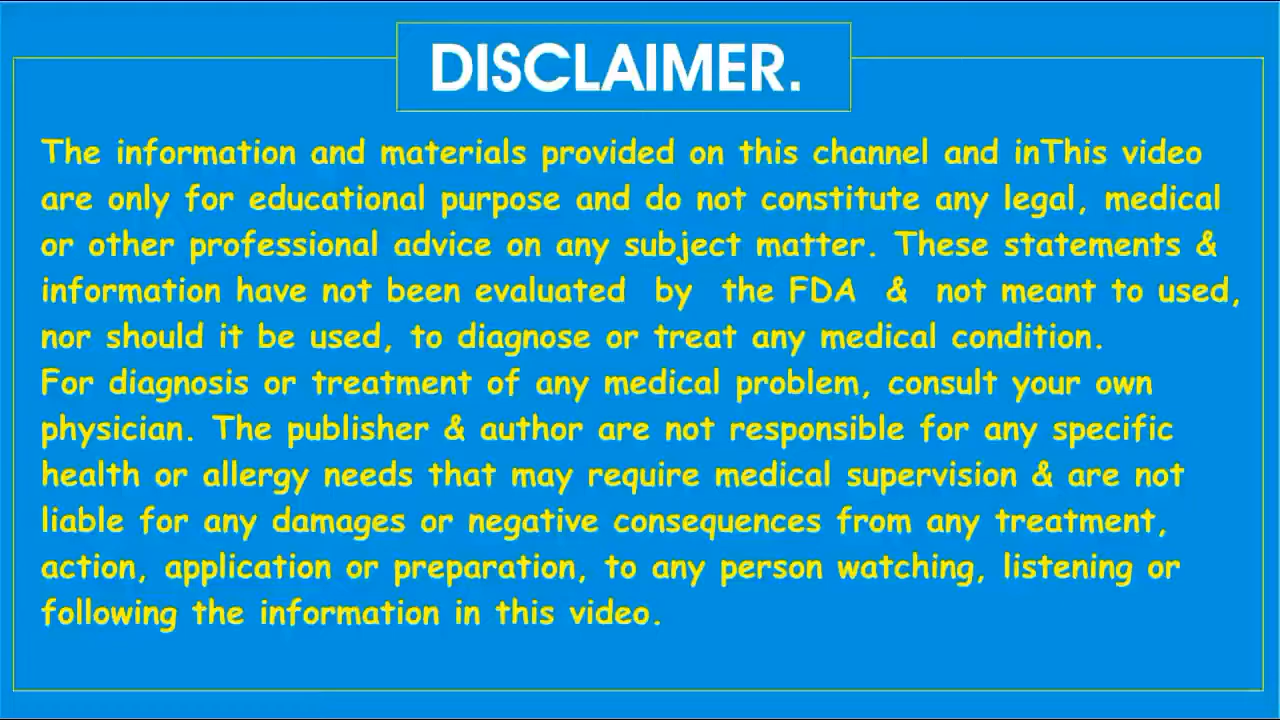 DISCLAIMER.
The information and materials provided on this channel and inThis video
are only for educational purpose and do not constitute any legal, medical
or other professional advice on any subject matter. These statements &
information have not been evaluated by the FDA & not meant to used,
nor should it be used, to diagnose or treat any medical condition.
For diagnosis or treatment of any medical problem, consult your own
physician. The publisher & author are not responsible for any specific
health or allergy needs that may require medical supervision & are not
liable for any damages or negative consequences from any treatment,
action, application or preparation, to any person watching, listening or
following the information in this video.